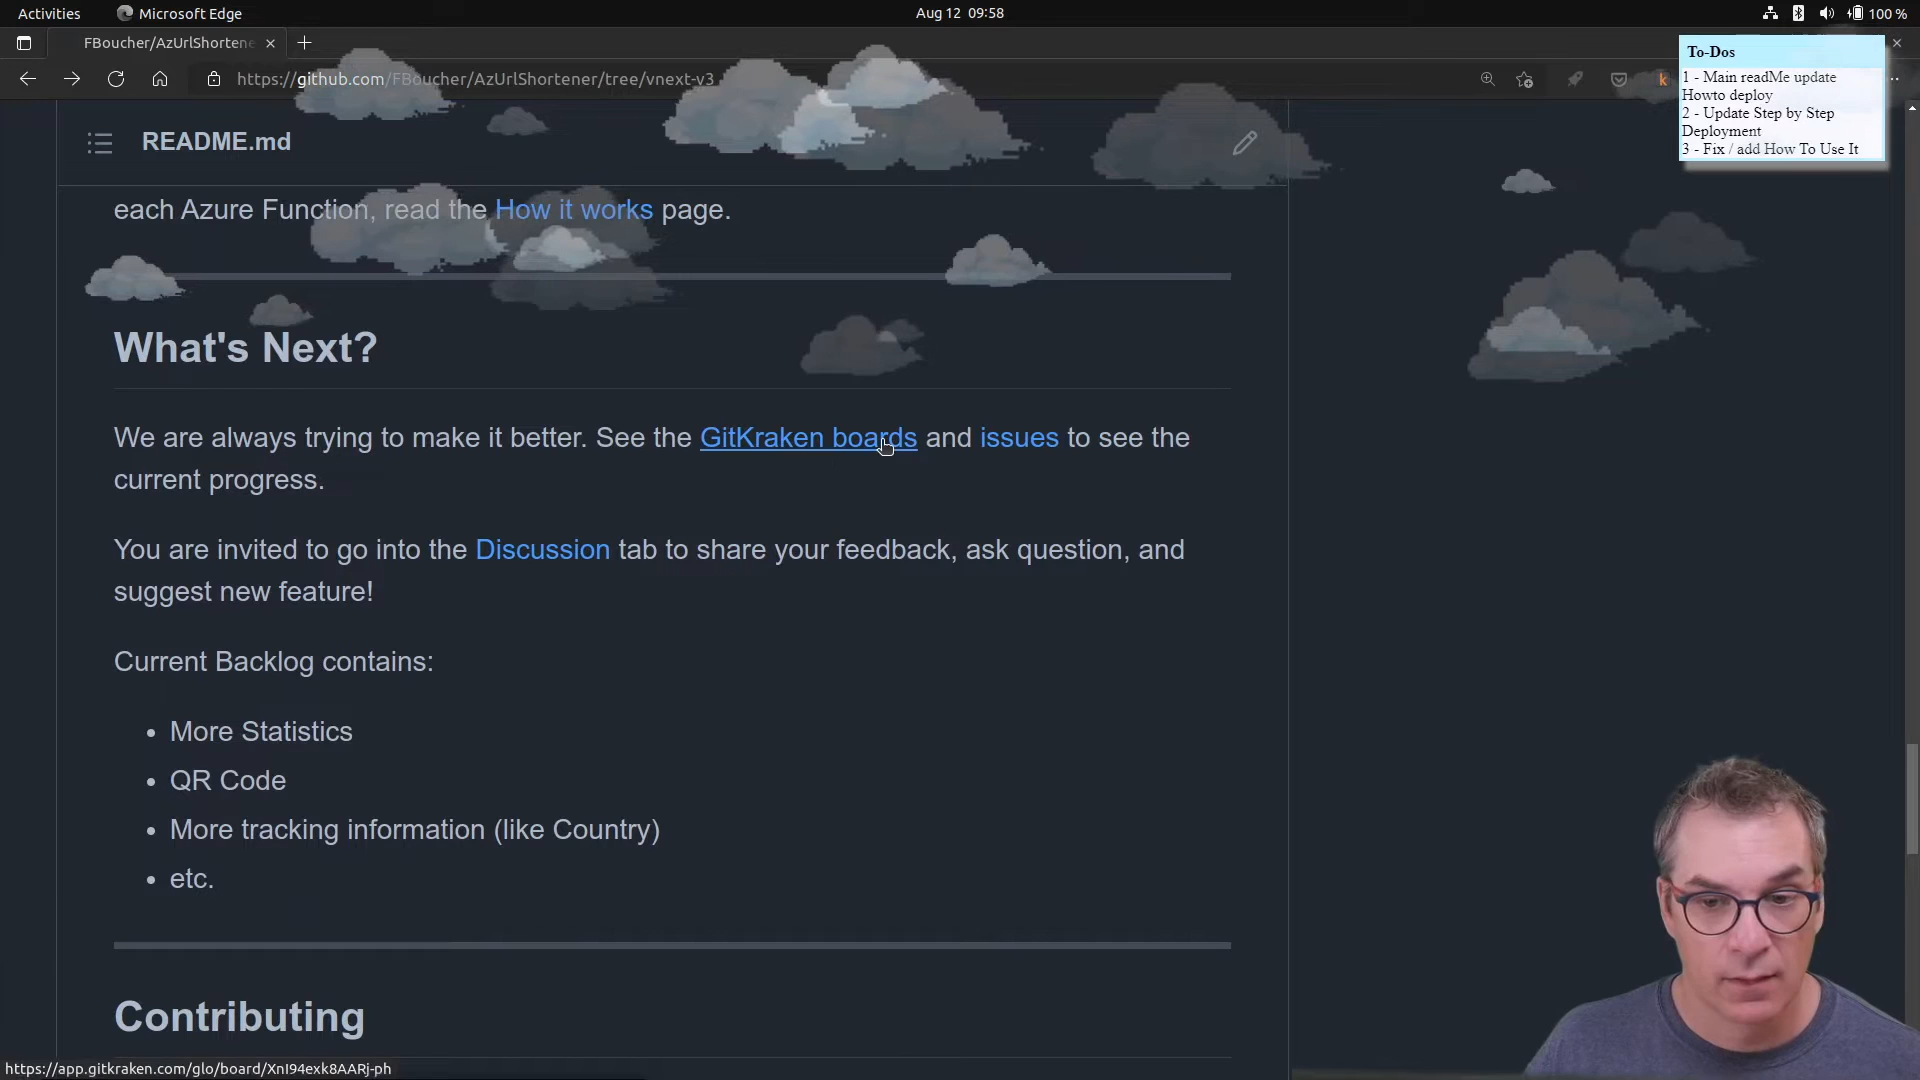 Activities
Microsoft Edge
Aug 12 09:58
100 %
FBoucher/AzUrlShortene
https://github.com/FBoucher/AzUrlShortener/tree/vnext-v3
To-Dos
1 - Main readMe update
Howto deploy
2 - Update Step by Step
Deployment
3 - Fix / add How To Use It
README.md
each Azure Function, read the How it works page.
What's Next?
We are always trying to make it better. See the GitKraken boards and issues to see the
current progress.
You are invited to go into the Discussion tab to share your feedback, ask question, and
suggest new feature!
Current Backlog contains:
• More Statistics
• QR Code
• More tracking information (like Country)
• etc.
Contributing
https://app.gitkraken.com/glo/board/XnI94exk8AARj-ph